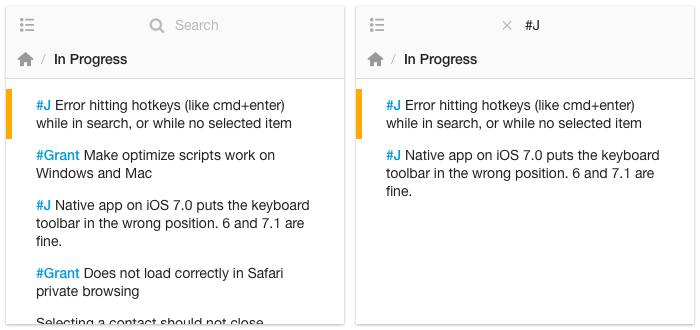 Search
/ In Progress
#J Error hitting hotkeys (like cmd+enter)
while in search, or while no selected item
#Grant Make optimize scripts work on
Windows and Mac
#J Native app on iOS 7.0 puts the keyboard
toolbar in the wrong position. 6 and 7.1 are
fine.
#Grant Does not load correctly in Safari
private browsing
Selecting a contact should not close
#J
/ In Progress
#J Error hitting hotkeys (like cmd+enter)
while in search, or while no selected item
#J Native app on iOS 7.0 puts the keyboard
toolbar in the wrong position. 6 and 7.1 are
fine.